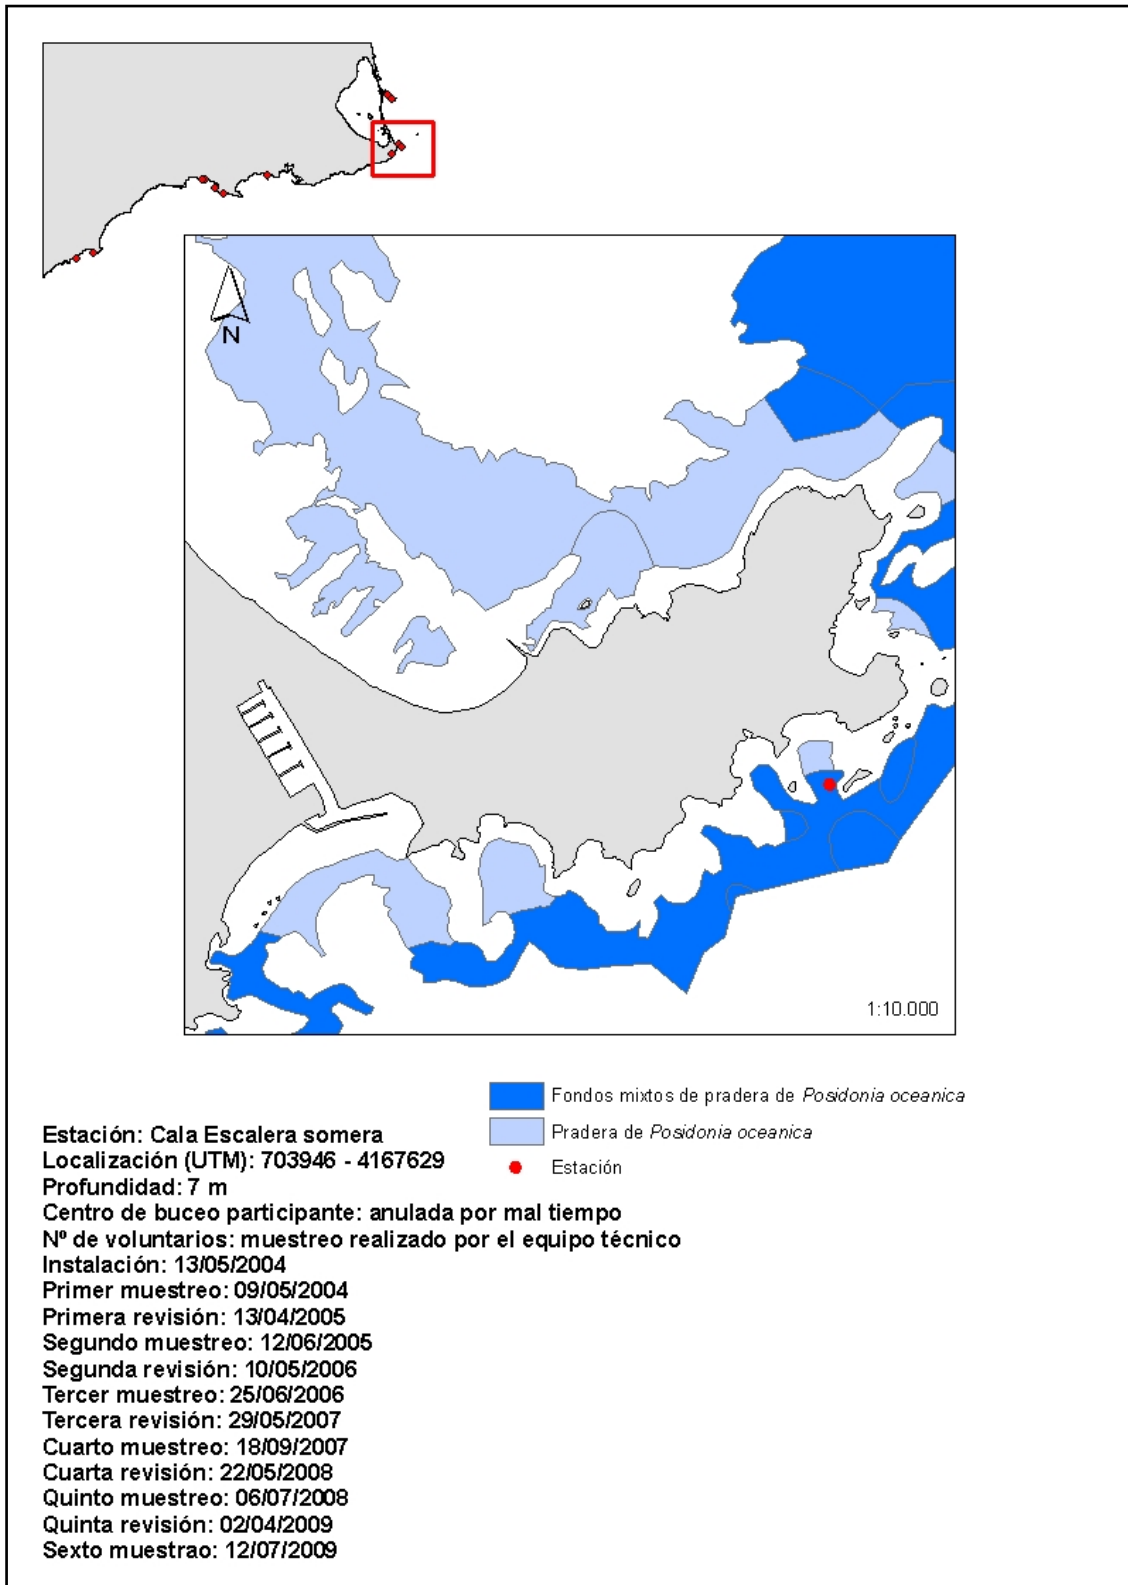 N
1:10.000
Fondos mixtos de pradera de Posidonia oceanica
Pradera de Posidonia oceanica
Estación
Estación: Cala Escalera somera
Localización (UTM): 703946 - 4167629
Profundidad: 7 m
Centro de buceo participante: anulada por mal tiempo
Nº de voluntarios: muestreo realizado por el equipo técnico
Instalación: 13/05/2004
Primer muestreo: 09/05/2004
Primera revisión: 13/04/2005
Segundo muestreo: 12/06/2005
Segunda revisión: 10/05/2006
Tercer muestreo: 25/06/2006
Tercera revisión: 29/05/2007
Cuarto muestreo: 18/09/2007
Cuarta revisión: 22/05/2008
Quinto muestreo: 06/07/2008
Quinta revisión: 02/04/2009
Sexto muestrao: 12/07/2009